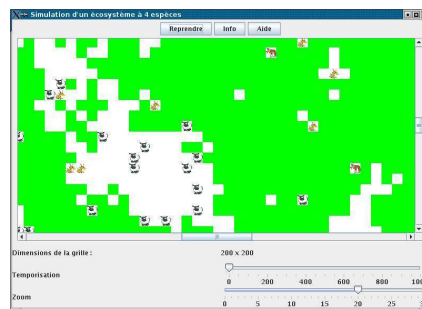 Simulation d'un écosystème à 4 espèces
Reprendre Info Aide
Dimensions de la grille : 200 x 200
Temporisation
0 200 400 600 800 100
Zoom
0 5 10 15 20 25